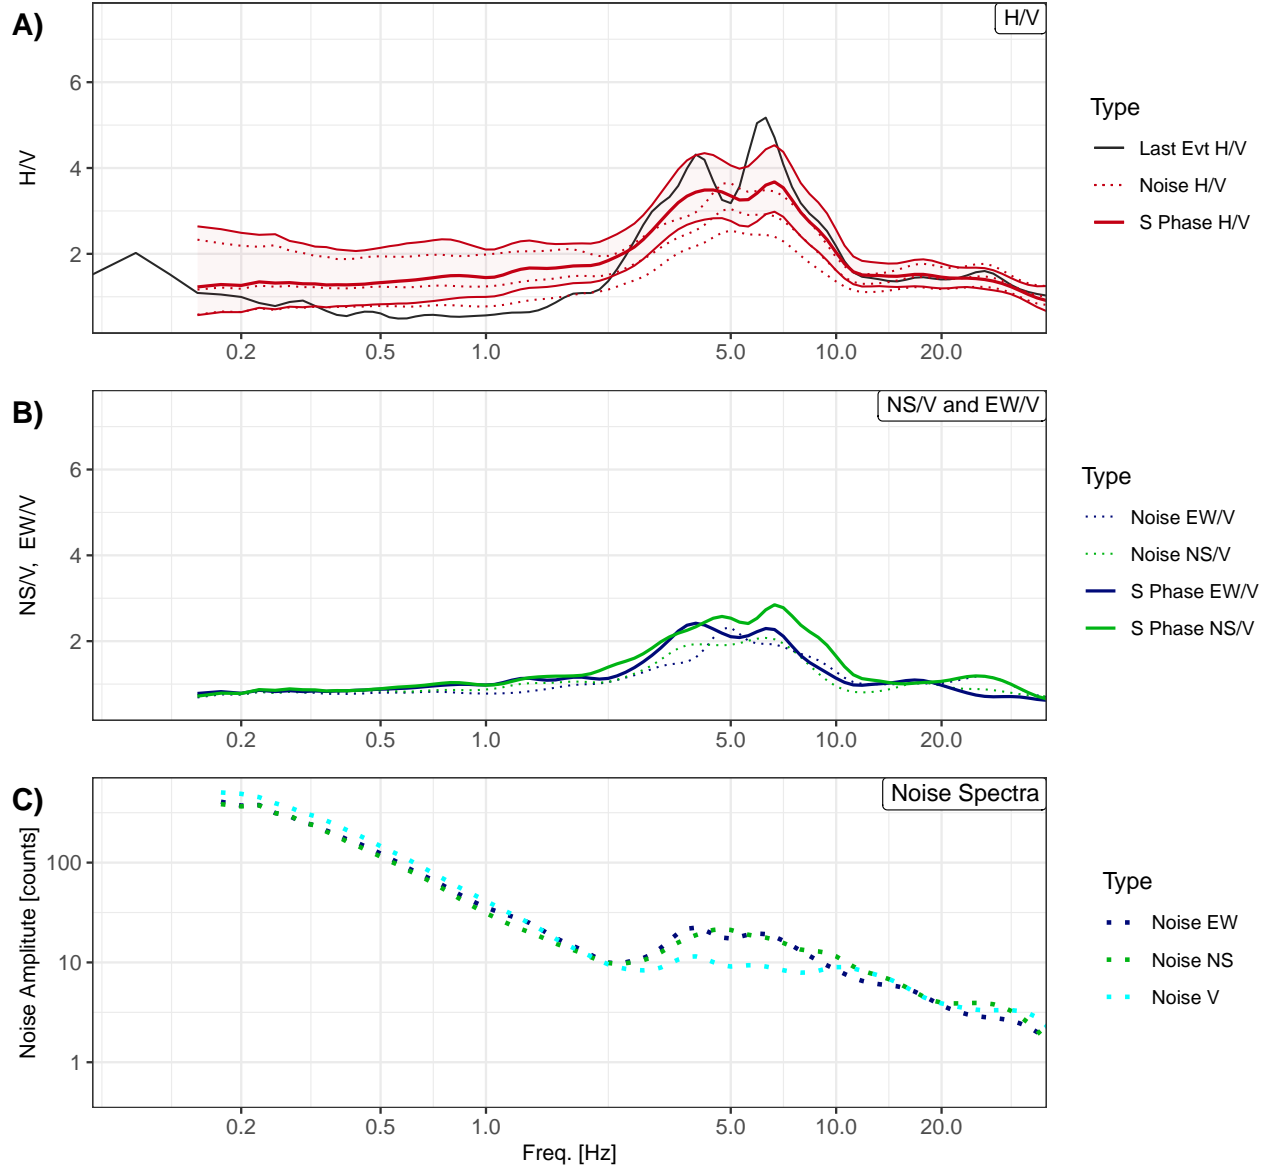 A)
H/V
6
4
2
H/V
0.2 0.5 1.0 5.0 10.0 20.0
Type
Last Evt H/V
Noise H/V
S Phase H/V
B)
NS/V and EW/V
6
4
2
NS/V, EW/V
0.2 0.5 1.0 5.0 10.0 20.0
Type
Noise EW/V
Noise NS/V
S Phase EW/V
S Phase NS/V
C)
Noise Spectra
100
10
1
Noise Amplitute [counts]
0.2 0.5 1.0 5.0 10.0 20.0
Freq. [Hz]
Type
Noise EW
Noise NS
Noise V